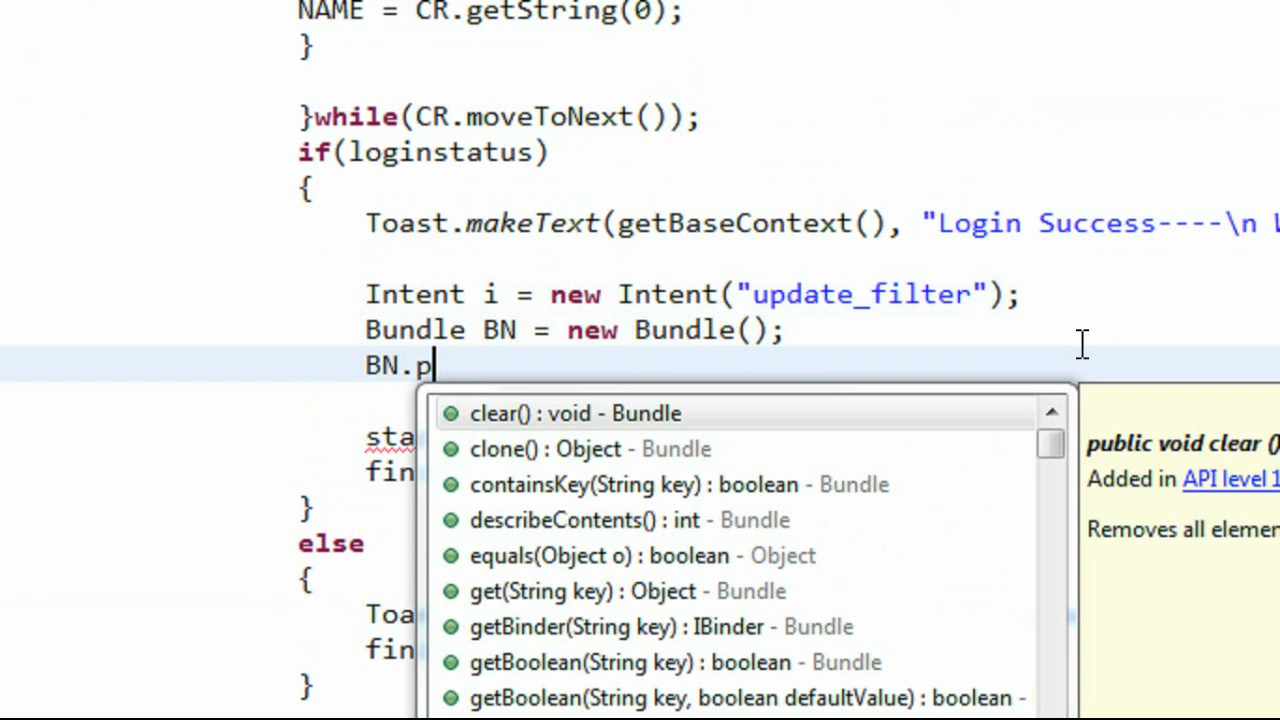 NAME = CR.getString(0);
}
}while(CR.moveToNext());
if(loginstatus)
{
Toast.makeText(getBaseContext(), "Login Success----\n
Intent i = new Intent("update_filter");
Bundle BN = new Bundle();
BN.p
clear() : void - Bundle
public void clear ()
clone() : Object - Bundle
sta
containsKey(String key) : boolean - Bundle
Added in API level 1
fin
describeContents() : int - Bundle
Removes all elemen
}
else
equals(Object o) : boolean - Object
{
get(String key) : Object - Bundle
Toa
getBinder(String key) : IBinder - Bundle
fin
getBoolean(String key) : boolean - Bundle
}
getBoolean(String key, boolean defaultValue) : boolean -